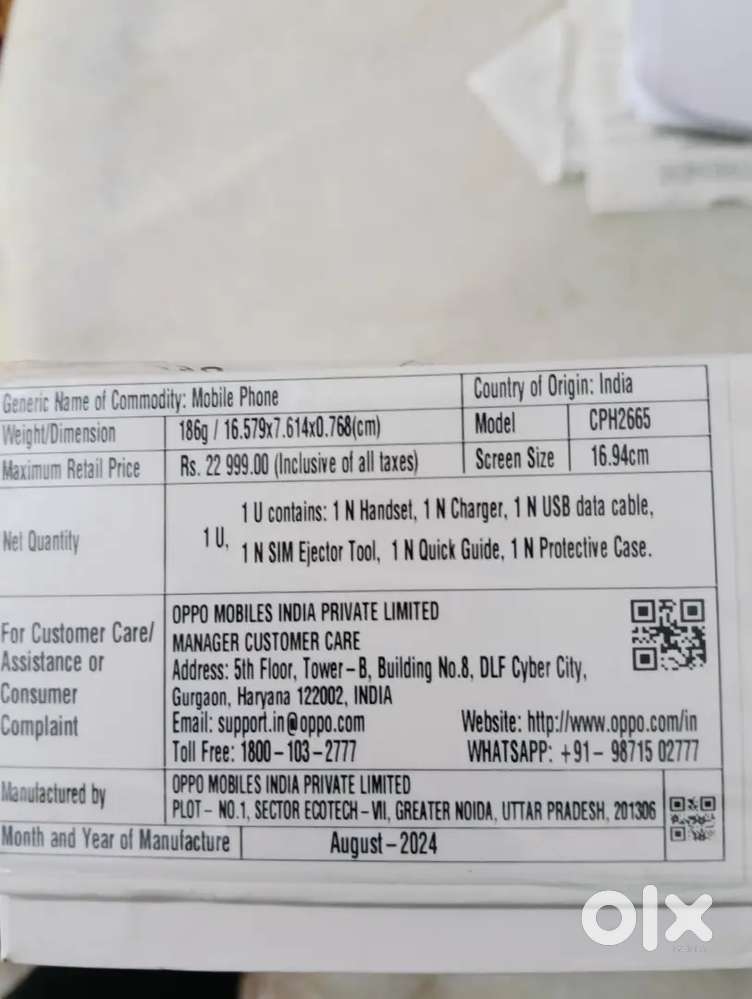 Generic Name of Commodity: Mobile Phone
Country of Origin: India
Weight/Dimension 186g / 16.579x7.614x0.768(cm) Model CPH2665
Maximum Retail Price Rs. 22 999.00 (Inclusive of all taxes) Screen Size 16.94cm
Net Quantity
1 U,
1 U contains: 1 N Handset, 1 N Charger, 1 N USB data cable,
1 N SIM Ejector Tool, 1 N Quick Guide, 1 N Protective Case.
For Customer Care/
Assistance or
Consumer
Complaint
OPPO MOBILES INDIA PRIVATE LIMITED
MANAGER CUSTOMER CARE
Address: 5th Floor, Tower-B, Building No.8, DLF Cyber City,
Gurgaon, Haryana 122002, INDIA
Email: support.in@oppo.com Website: http://www.oppo.com/in
Toll Free: 1800-103-2777 WHATSAPP: +91- 98715 02777
Manufactured by
OPPO MOBILES INDIA PRIVATE LIMITED
PLOT- NO.1, SECTOR ECOTECH-VII, GREATER NOIDA, UTTAR PRADESH, 201306
Month and Year of Manufacture August-2024
olx